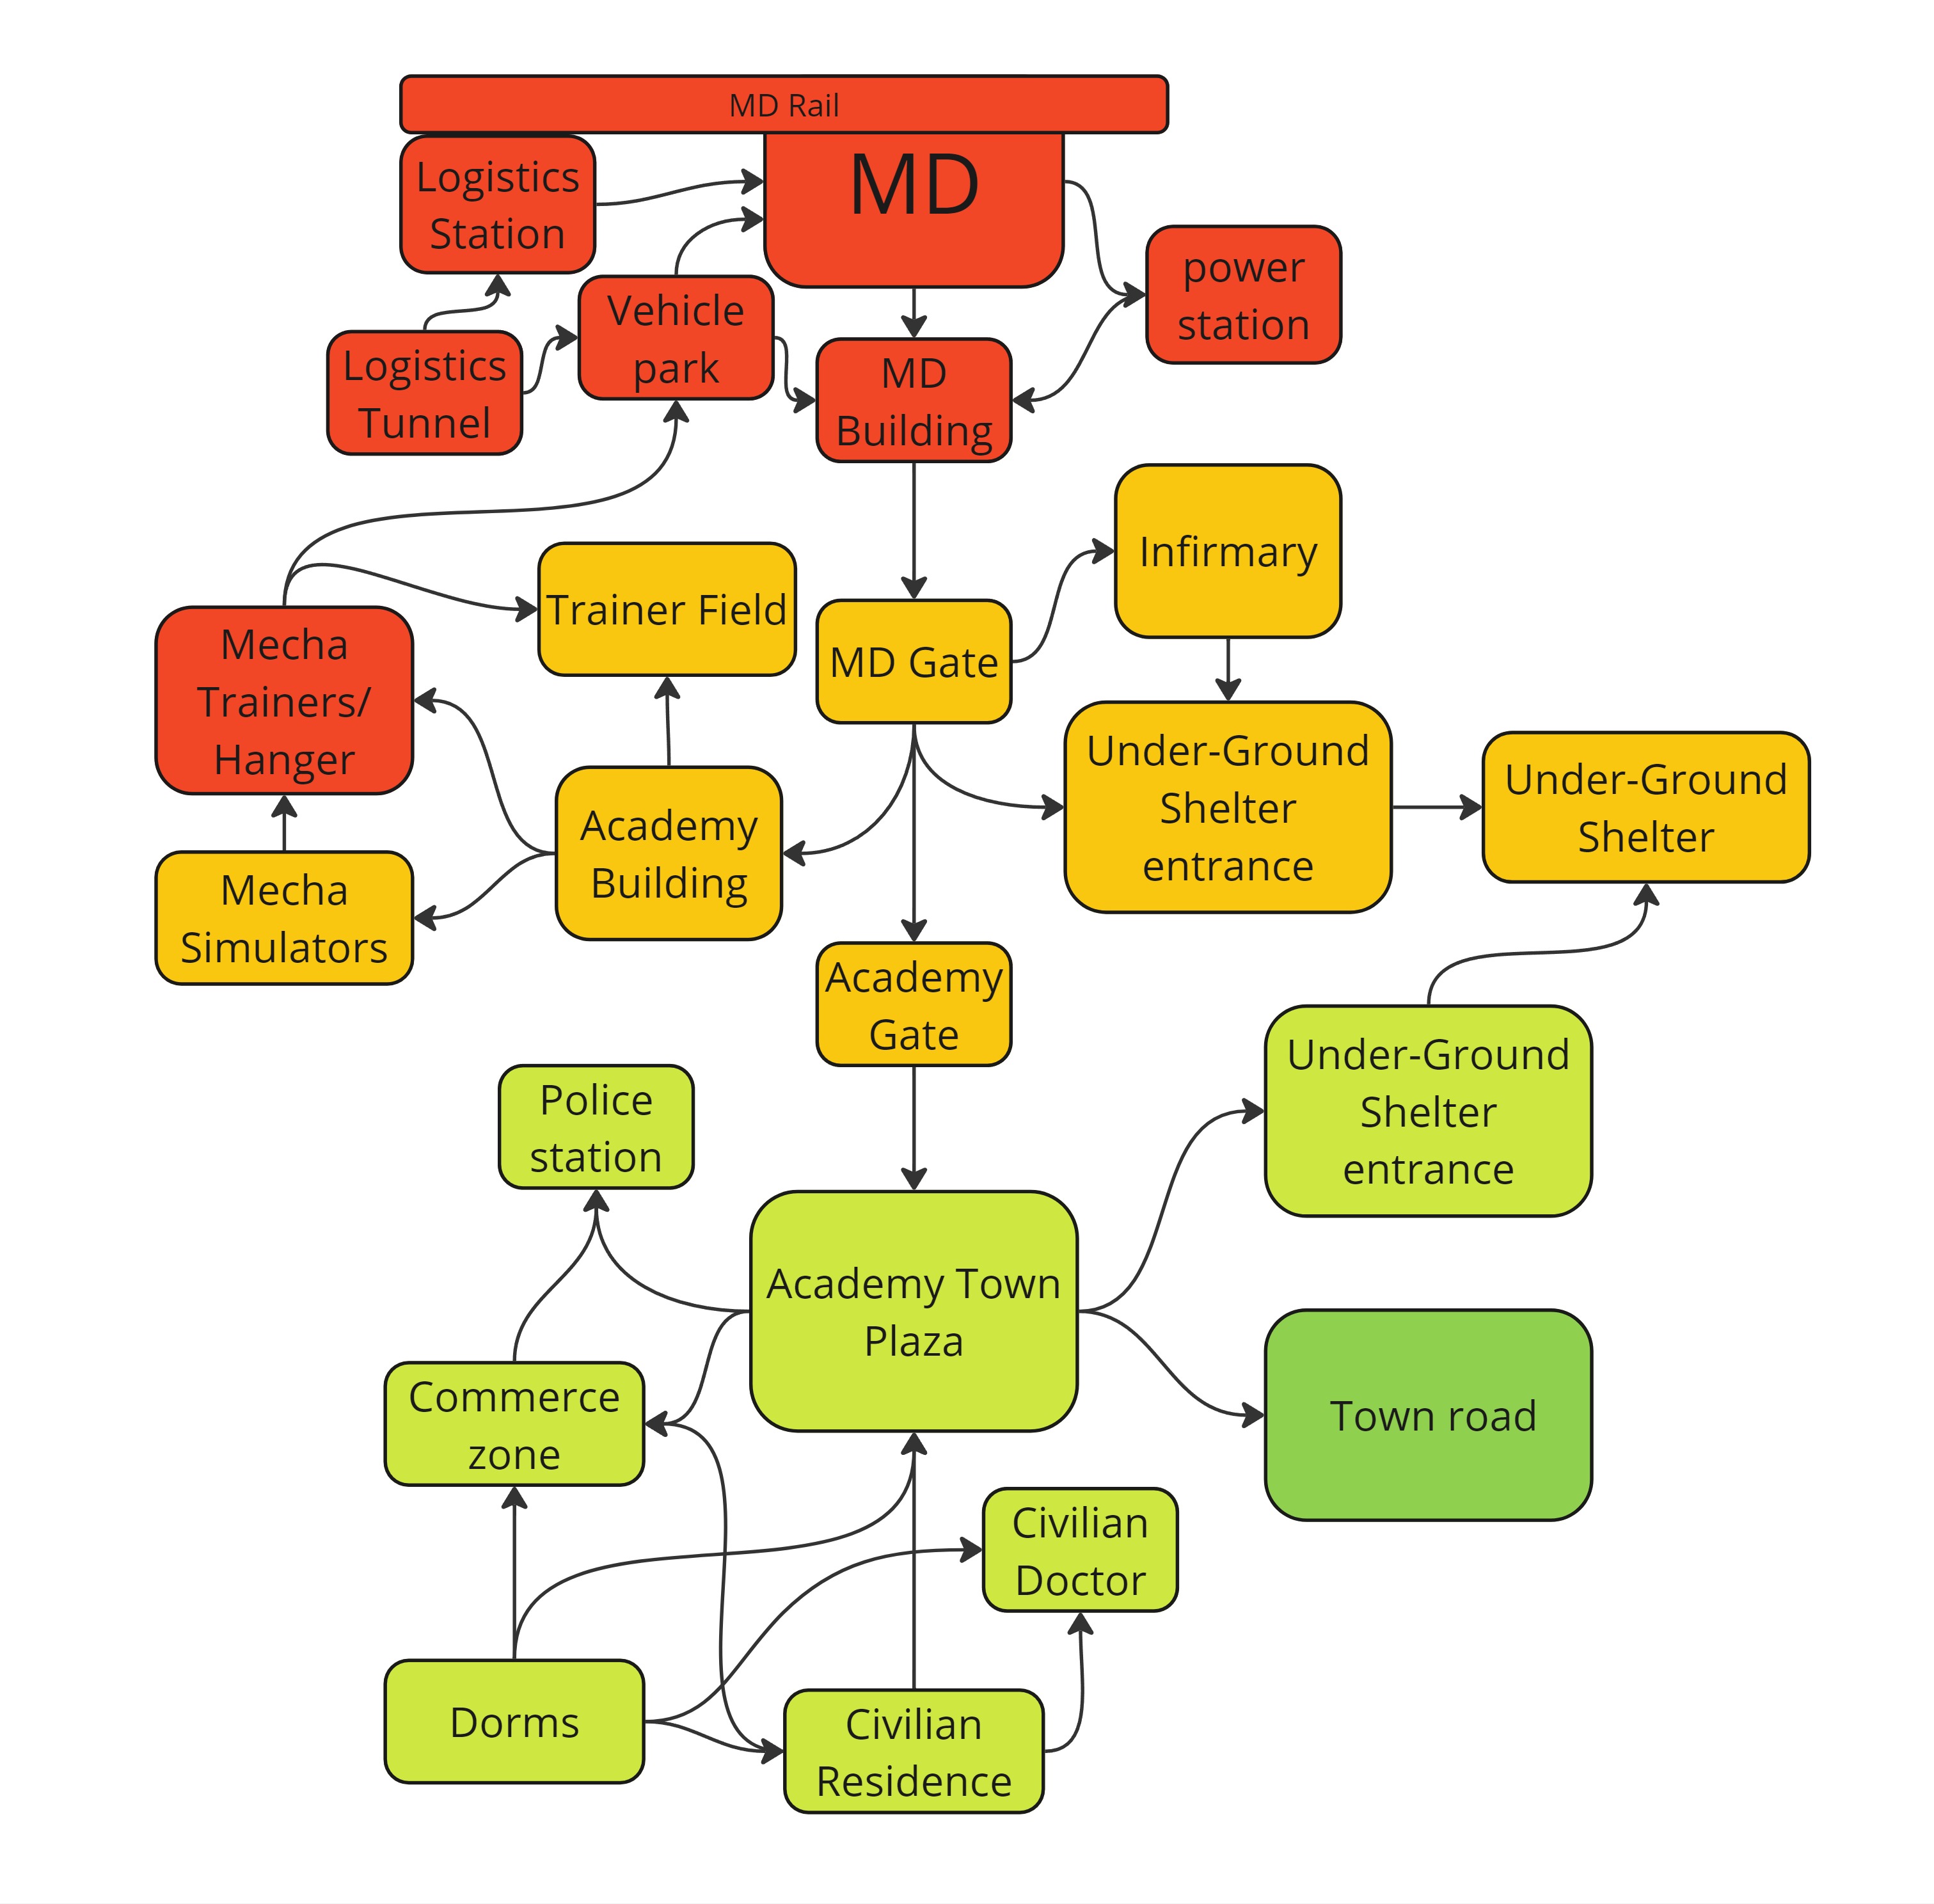 MD Rail
Logistics
Station
MD
power
station
Vehicle
park
Logistics
Tunnel
MD
Building
Infirmary
Trainer Field
MD Gate
Mecha
Trainers/
Hanger
Under-Ground
Shelter
entrance
Under-Ground
Shelter
Academy
Building
Mecha
Simulators
Academy
Gate
Under-Ground
Shelter
entrance
Police
station
Academy Town
Plaza
Town road
Commerce
zone
Civilian
Doctor
Dorms
Civilian
Residence